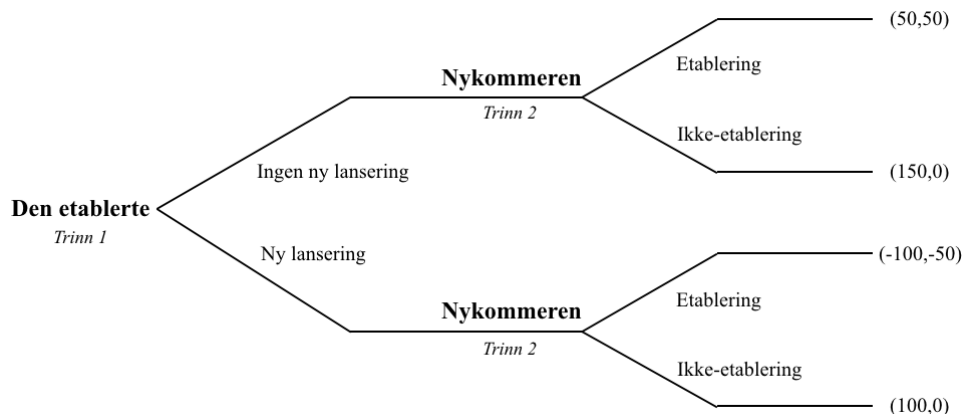 (50,50)
Etablering
Nykommeren
Trinn 2
Ikke-etablering
(150,0)
Ingen ny lansering
Den etablerte
Trinn 1
Ny lansering
(-100,-50)
Etablering
Nykommeren
Trinn 2
Ikke-etablering
(100,0)